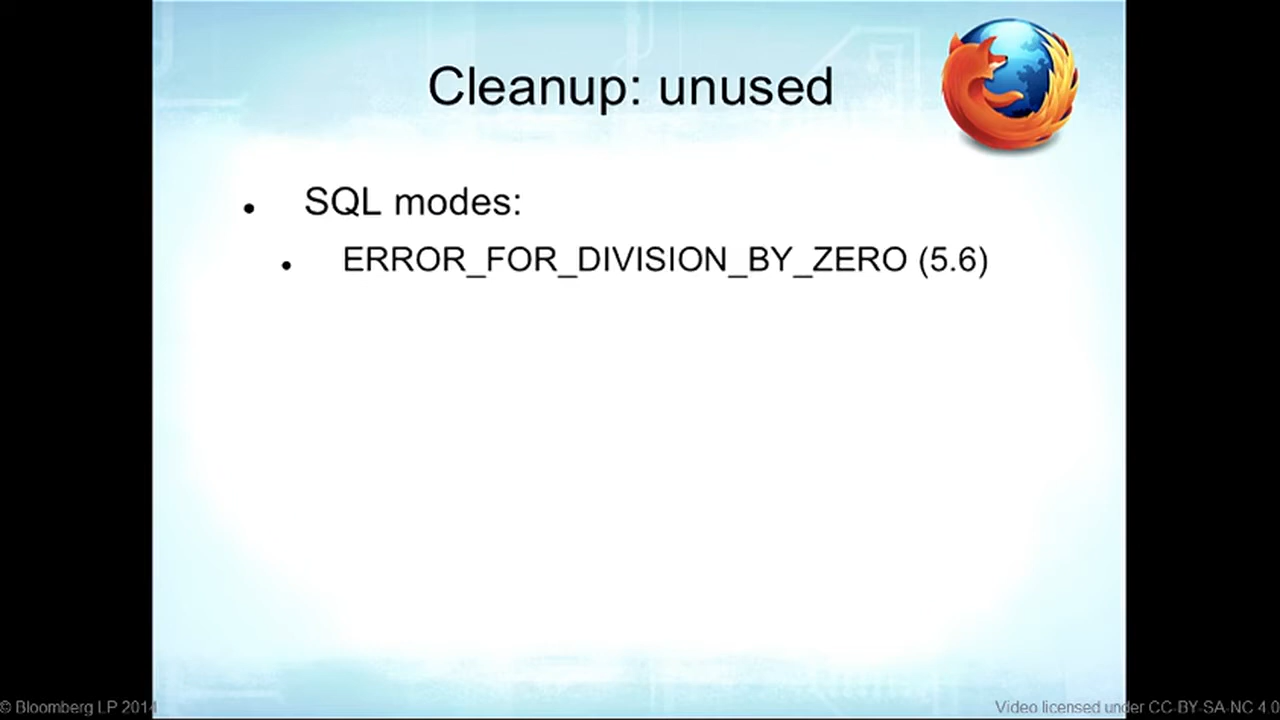 Cleanup: unused
• SQL modes:
• ERROR_FOR_DIVISION_BY_ZERO (5.6)
© Bloomberg LP 2014
Video licensed under CC-BY-SA-NC 4.0